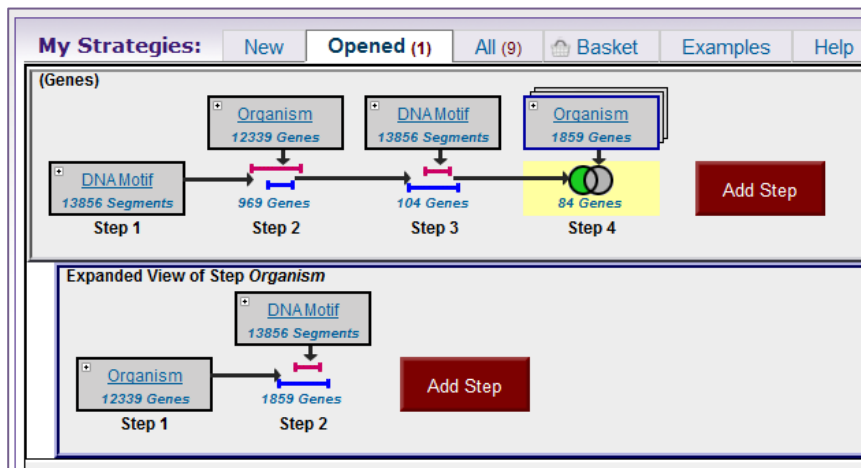 My Strategies: New Opened (1) All (9) Basket Examples Help
(Genes)
Organism DNA Motif Organism
12339 Genes 13856 Segments 1859 Genes
DNA Motif
13856 Segments 969 Genes 104 Genes 84 Genes Add Step
Step 1 Step 2 Step 3 Step 4
Expanded View of Step Organism
DNA Motif
13856 Segments
Organism
12339 Genes 1859 Genes Add Step
Step 1 Step 2